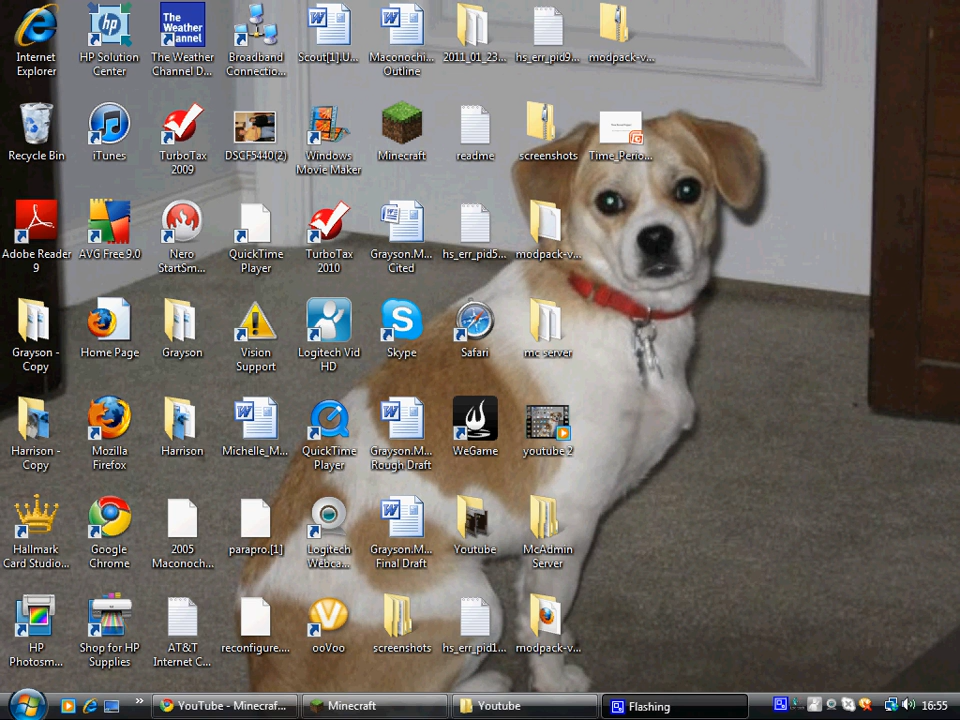 Internet
Explorer
HP Solution
Center
The
Weather
Channel
The Weather
Channel D...
Broadband
Connectio...
Scout[1].U...
Maconochi...
Outline
2011_01_23...
hs_err_pid9...
modpack-v...
Recycle Bin
iTunes
TurboTax
2009
DSCF5440(2)
Windows
Movie Maker
Minecraft
readme
screenshots
Time_Perio...
Adobe Reader
9
AVG Free 9.0
Nero
StartSm...
QuickTime
Player
TurboTax
2010
Grayson.M...
Cited
hs_err_pid5...
modpack-v...
Grayson -
Copy
Home Page
Grayson
Vision
Support
Logitech Vid
HD
Skype
Safari
mc server
Harrison -
Copy
Mozilla
Firefox
Harrison
Michelle_M...
QuickTime
Player
Grayson.M...
Rough Draft
WeGame
youtube 2
Hallmark
Card Studio...
Google
Chrome
2005
Maconoch...
parapro.[1]
Logitech
Webca...
Grayson.M...
Final Draft
Youtube
McAdmin
Server
HP
Photosm...
Shop for HP
Supplies
AT&T
Internet C...
reconfigure....
ooVoo
screenshots
hs_err_pid1...
modpack-v...
YouTube - Minecraf...
Minecraft
Youtube
Flashing
16:55